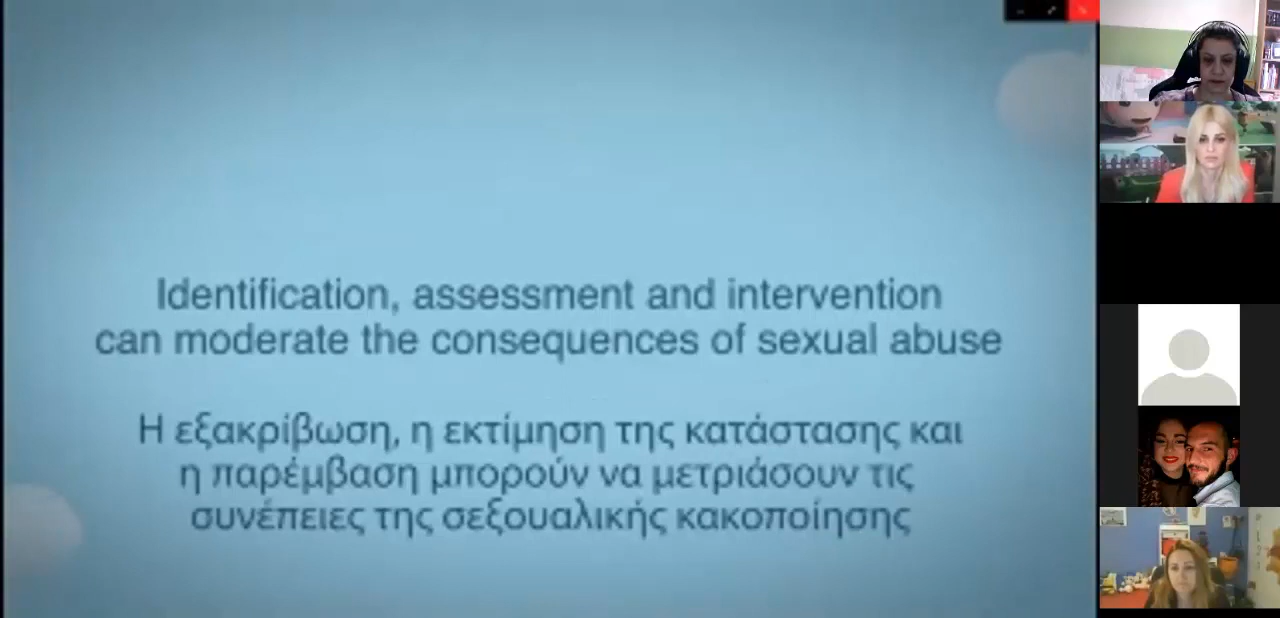 Identification, assessment and intervention
can moderate the consequences of sexual abuse
Η εξακρίβωση, η εκτίμηση της κατάστασης και
η παρέμβαση μπορούν να μετριάσουν τις
συνέπειες της σεξουαλικής κακοποίησης